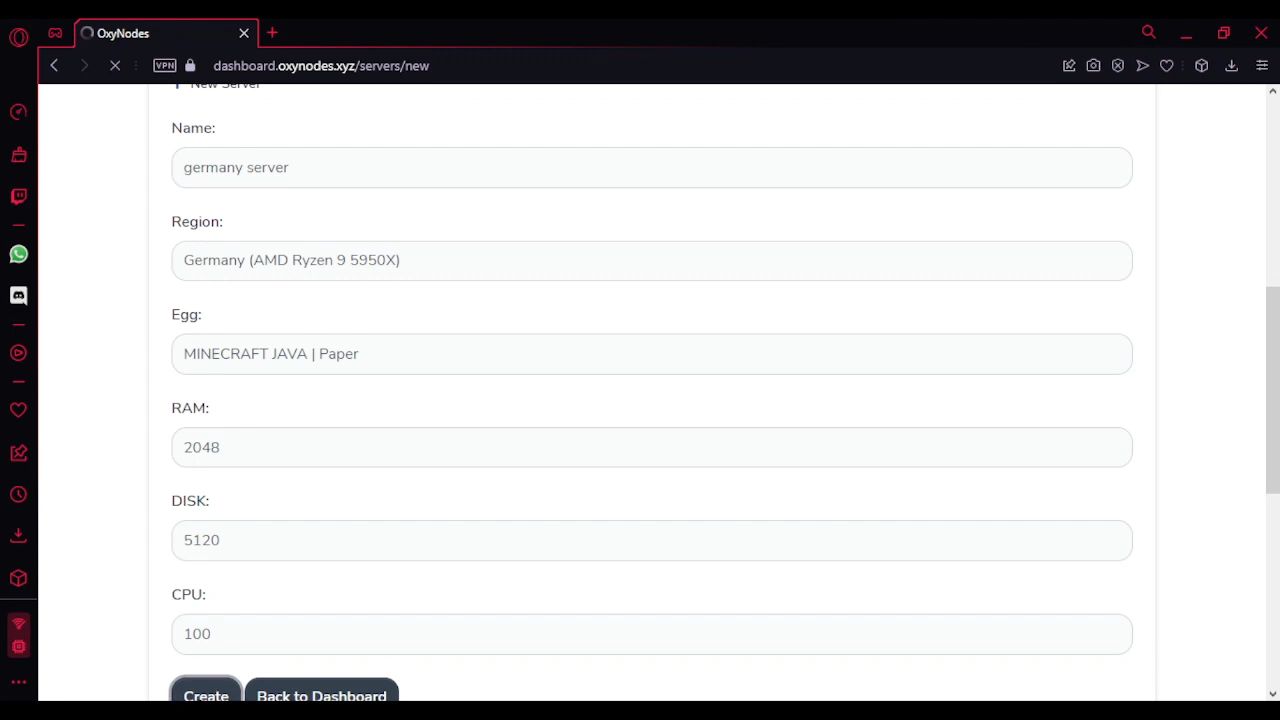 OxyNodes
VPN dashboard.oxynodes.xyz/servers/new
New Server
Name:
germany server
Region:
Germany (AMD Ryzen 9 5950X)
Egg:
MINECRAFT JAVA | Paper
RAM:
2048
DISK:
5120
CPU:
100
Create Back to Dashboard